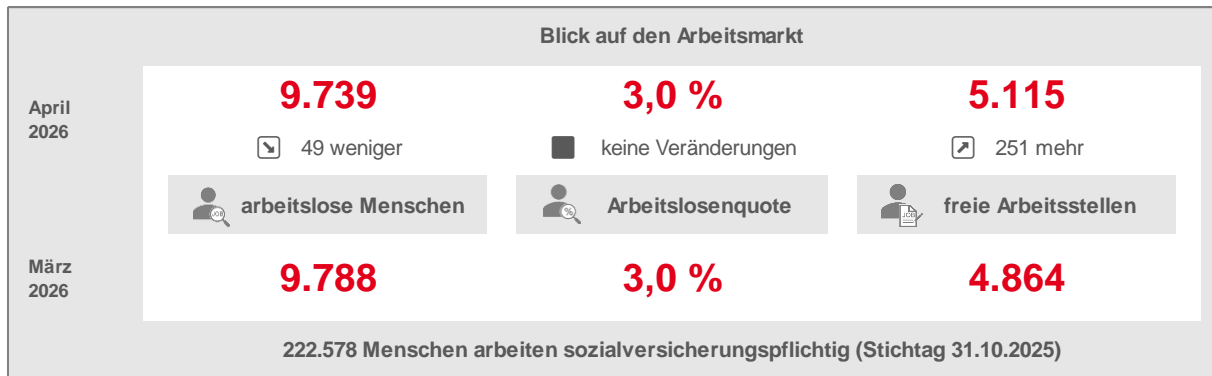 Blick auf den Arbeitsmarkt
April
2026
9.739
3,0 %
5.115
49 weniger
keine Veränderungen
251 mehr
JOB
arbeitslose Menschen
%
Arbeitslosenquote
JOB
freie Arbeitsstellen
März
2026
9.788
3,0 %
4.864
222.578 Menschen arbeiten sozialversicherungspflichtig (Stichtag 31.10.2025)